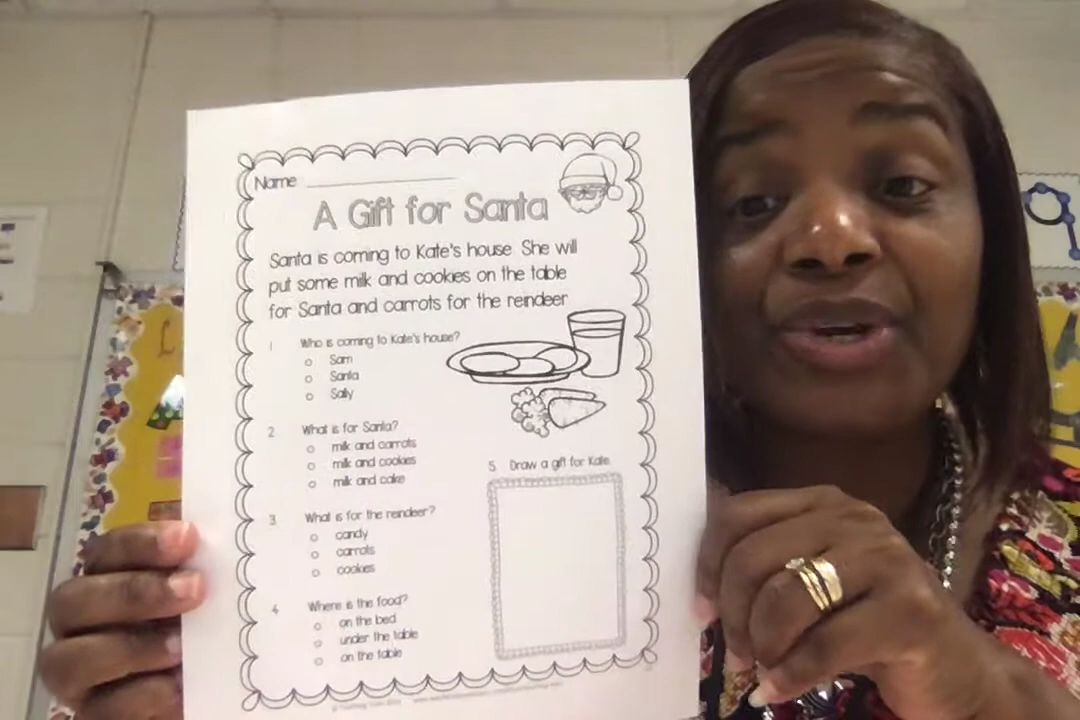 Name
A Gift for Santa
Santa is coming to Kate's house. She will
put some milk and cookies on the table
for Santa and carrots for the reindeer
1 Who is coming to Kate's house?
o Sam
o Santa
o Sally
2 What is for Santa?
o milk and carrots
o milk and cookies
o milk and cake
3 What is for the reindeer?
o candy
o carrots
o cookies
4 Where is the food?
o on the bed
o under the table
o on the table
5. Draw a gift for Kate.